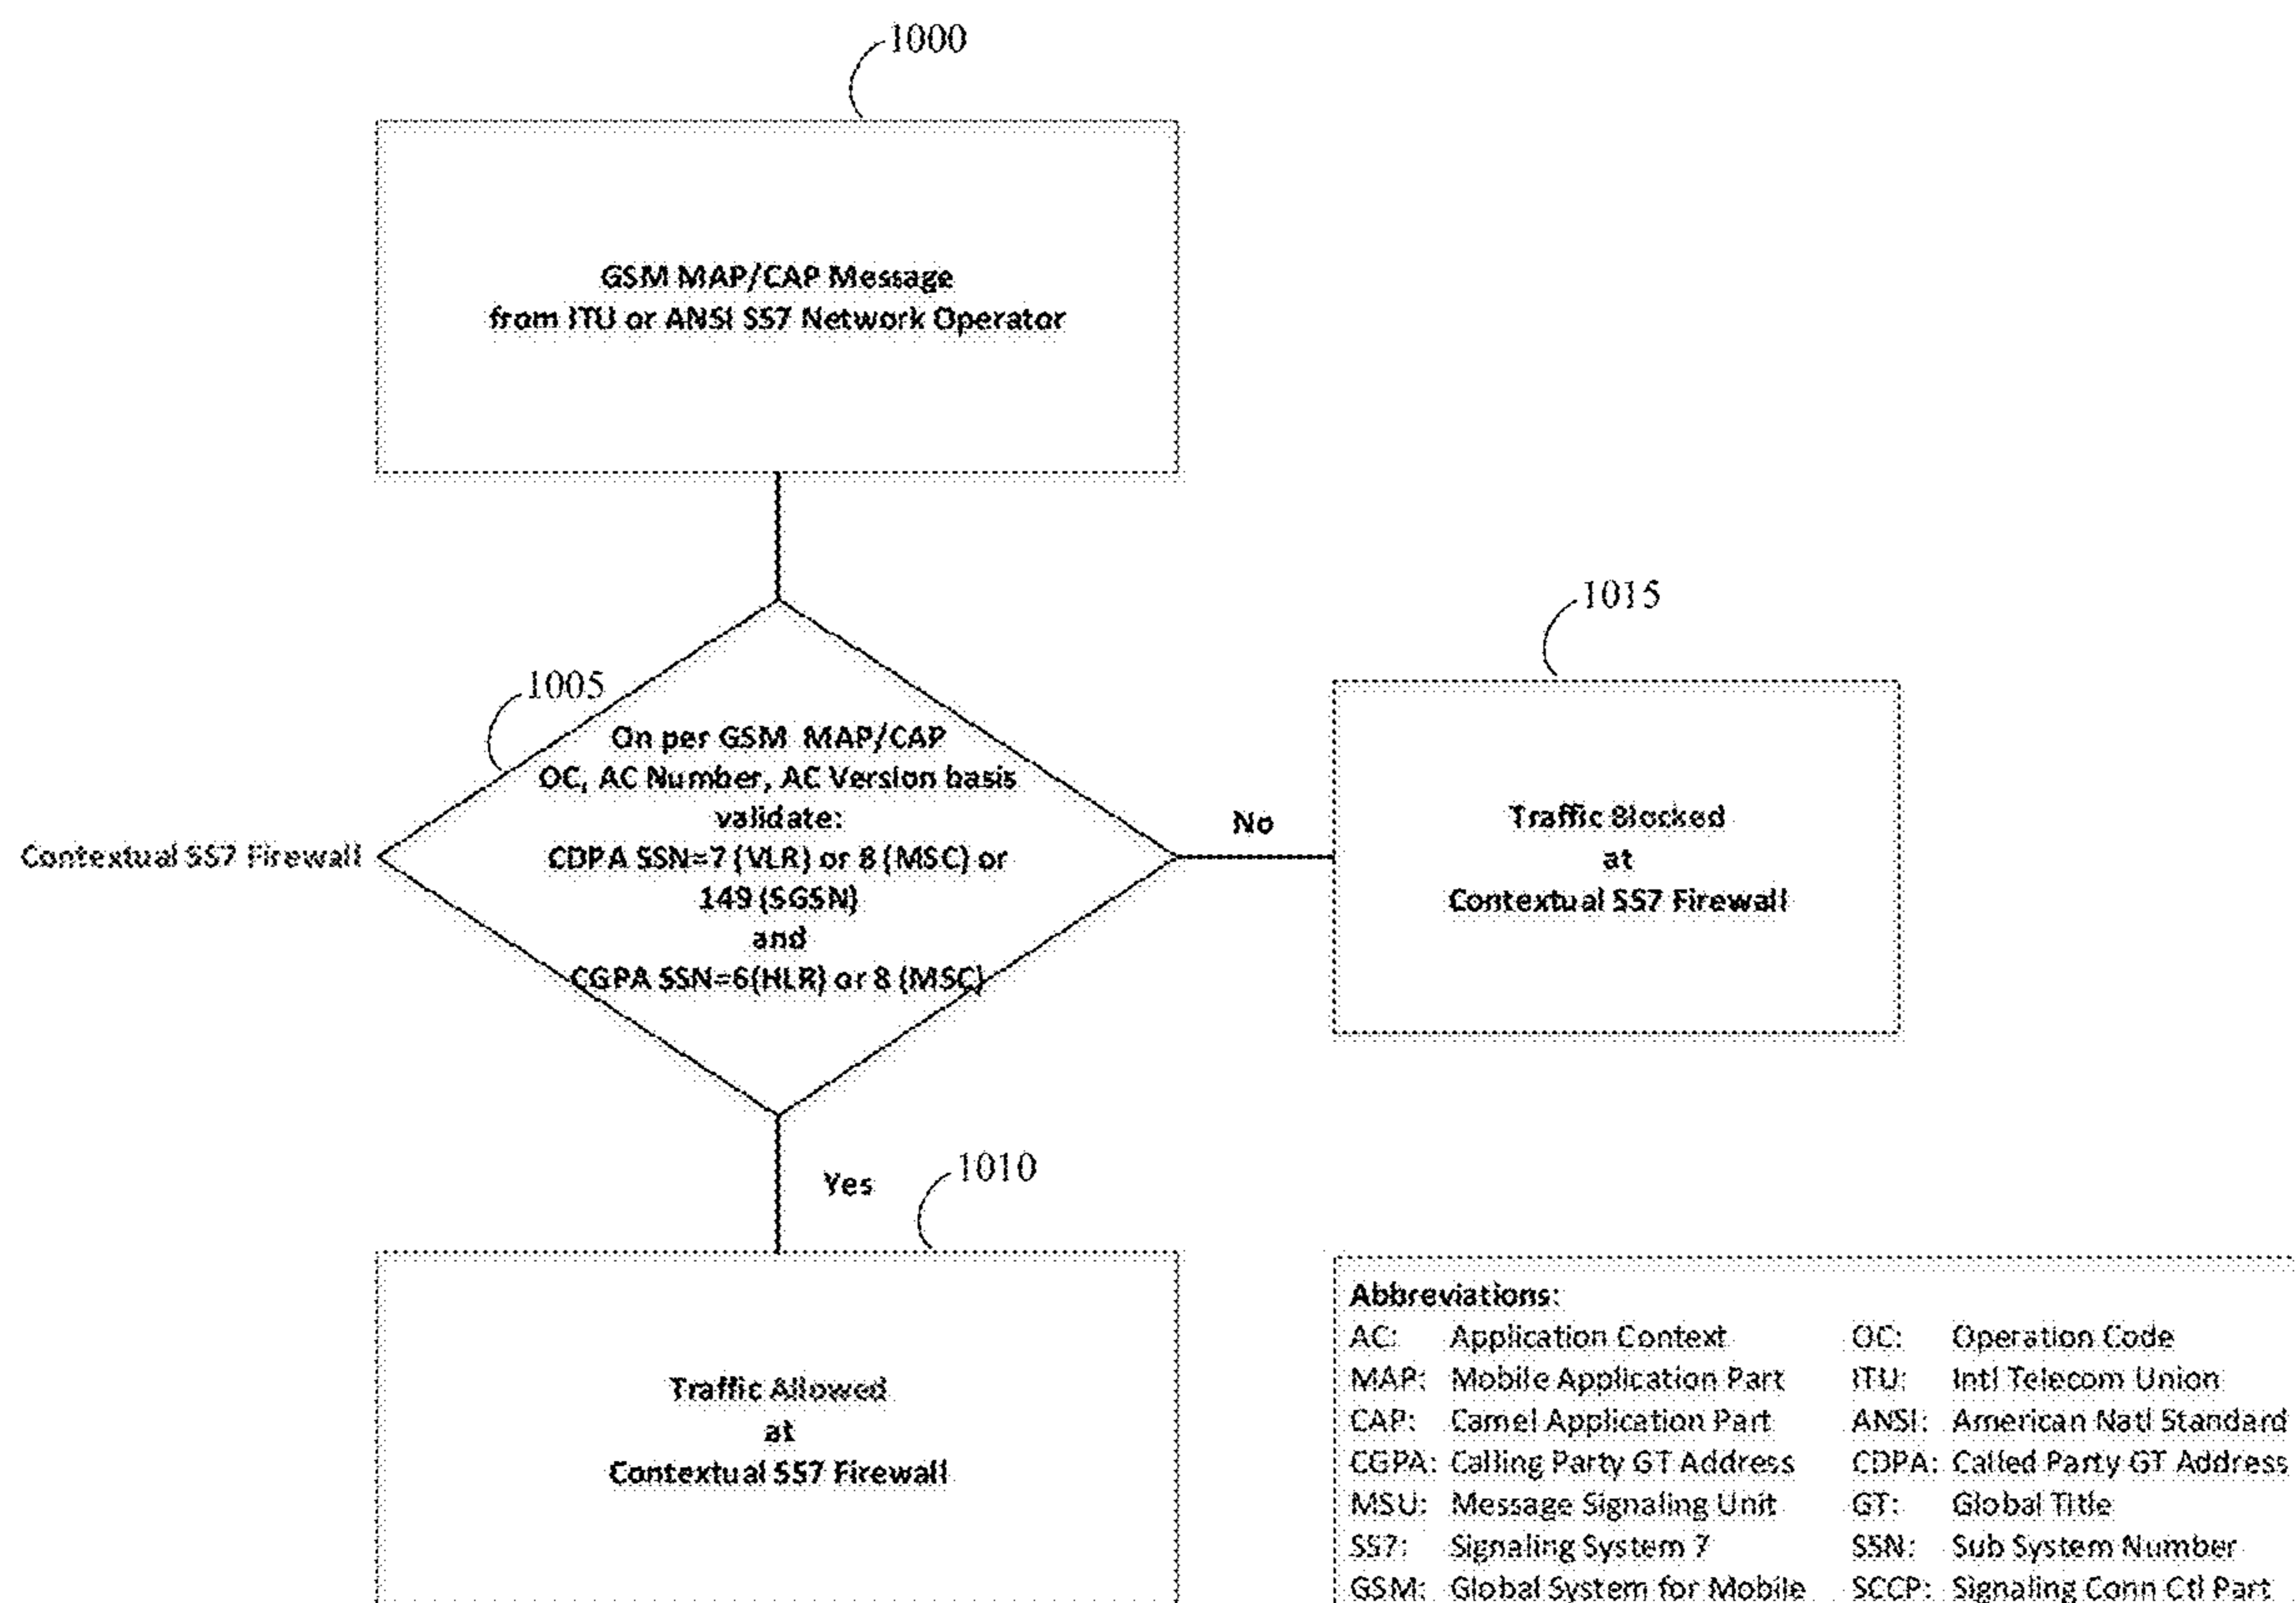 1000
GSM MAP/CAP Message
from ITU or ANSI SS7 Network Operator
1005
On per GSM MAP/CAP
OC, AC Number, AC Version basis
validate:
CDPA SSN=7 (VLR) or 8 (MSC) or
149 (SGSN)
and
CGPA SSN=6(HLR) or 8 (MSC)
Contextual SS7 Firewall
No
1015
Traffic Blocked
at
Contextual SS7 Firewall
Yes
1010
Traffic Allowed
at
Contextual SS7 Firewall
Abbreviations:
AC: Application Context OC: Operation Code
MAP: Mobile Application Part ITU: Intl Telecom Union
CAP: Camel Application Part ANSI: American Natl Standard
CGPA: Calling Party GT Address CDPA: Called Party GT Address
MSU: Message Signaling Unit GT: Global Title
SS7: Signaling System 7 SSN: Sub System Number
GSM: Global System for Mobile SCCP: Signaling Conn Ctl Part